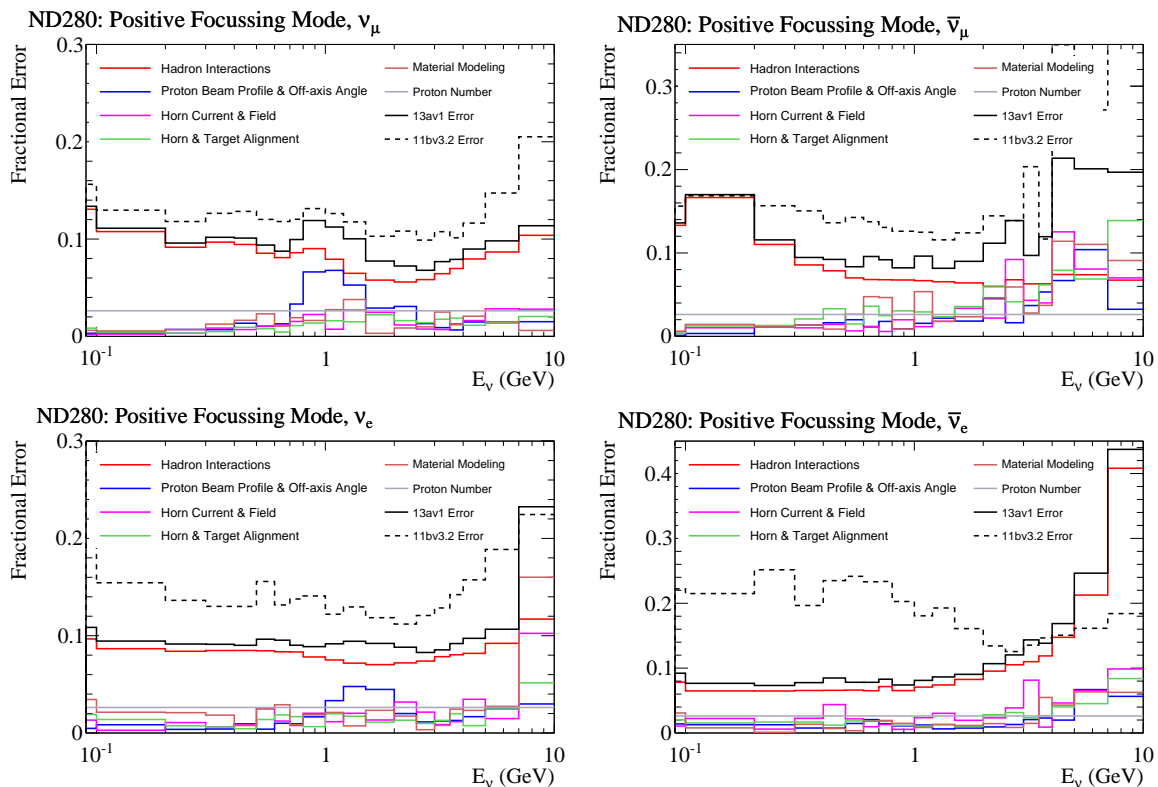 ND280: Positive Focussing Mode, νμ
Fractional Error
0.3
0.2
0.1
0
Hadron Interactions
Proton Beam Profile & Off-axis Angle
Horn Current & Field
Horn & Target Alignment
Material Modeling
Proton Number
13av1 Error
11bv3.2 Error
10⁻¹ 1 10
Eν (GeV)
ND280: Positive Focussing Mode, ν̄μ
Fractional Error
0.3
0.2
0.1
0
Hadron Interactions
Proton Beam Profile & Off-axis Angle
Horn Current & Field
Horn & Target Alignment
Material Modeling
Proton Number
13av1 Error
11bv3.2 Error
10⁻¹ 1 10
Eν (GeV)
ND280: Positive Focussing Mode, νe
Fractional Error
0.3
0.2
0.1
0
Hadron Interactions
Proton Beam Profile & Off-axis Angle
Horn Current & Field
Horn & Target Alignment
Material Modeling
Proton Number
13av1 Error
11bv3.2 Error
10⁻¹ 1 10
Eν (GeV)
ND280: Positive Focussing Mode, ν̄e
Fractional Error
0.4
0.3
0.2
0.1
0
Hadron Interactions
Proton Beam Profile & Off-axis Angle
Horn Current & Field
Horn & Target Alignment
Material Modeling
Proton Number
13av1 Error
11bv3.2 Error
10⁻¹ 1 10
Eν (GeV)